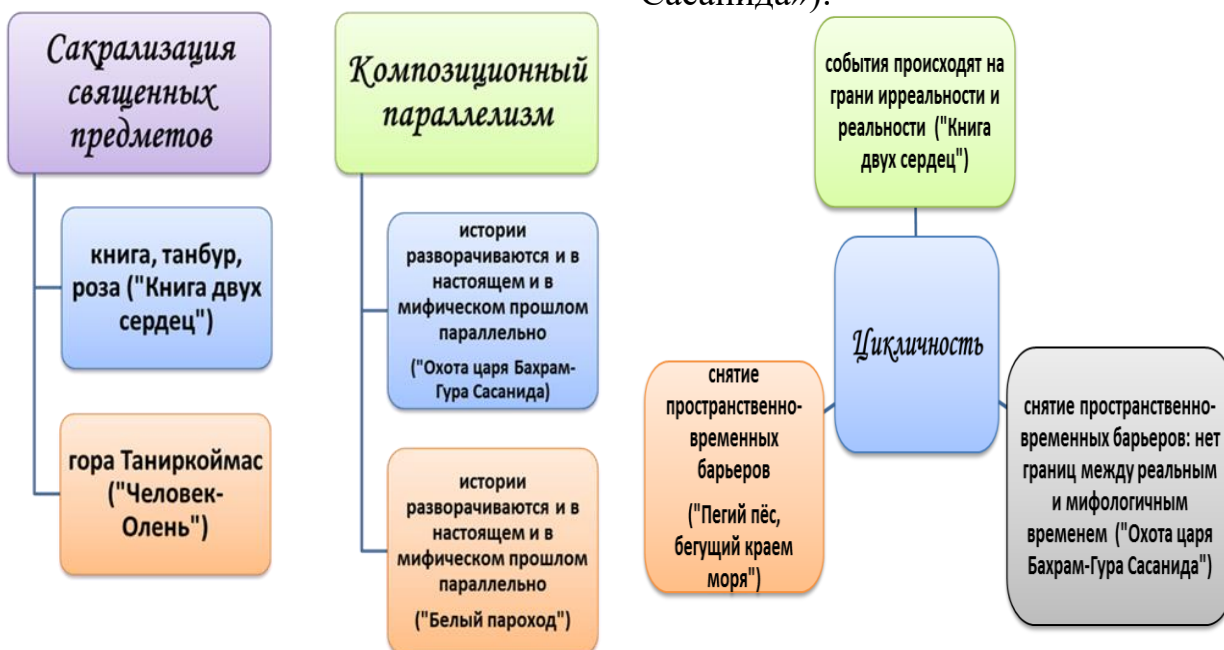 Сасанида»).
Сакрализация
священных
предметов
книга, танбур,
роза ("Книга двух
сердец")
гора Таниркоймас
("Человек-
Олень")
Композиционный
параллелизм
истории
разворачиваются и в
настоящем и в
мифическом прошлом
параллельно
("Охота царя Бахрам-
Гура Сасанида)
истории
разворачиваются и в
настоящем и в
мифическом прошлом
параллельно
("Белый пароход")
события происходят на
грани ирреальности и
реальности ("Книга
двух сердец")
Цикличность
снятие
пространственно-
временных
барьеров
("Пегий пёс,
бегущий краем
моря")
снятие пространственно-
временных барьеров: нет
границ между реальным
и мифологичным
временем ("Охота царя
Бахрам-Гура Сасанида")